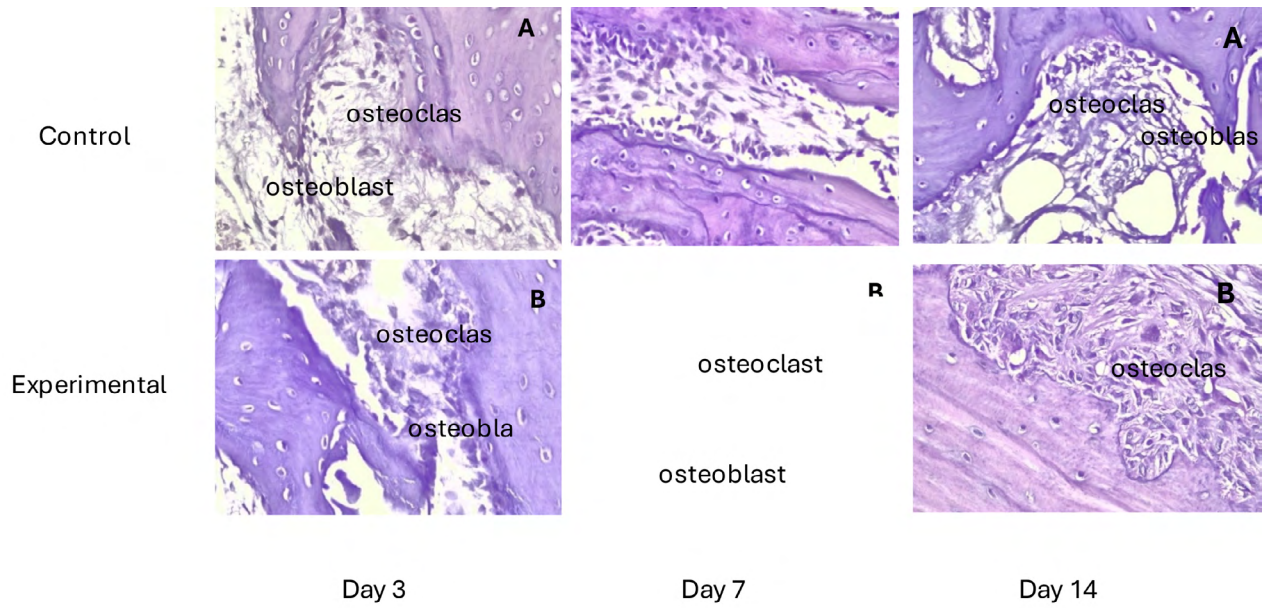 A
osteoclas
osteoblast
A
osteoclas
osteoblas
Control
B
osteoclas
osteobla
B
osteoclast
osteoblast
B
osteoclas
Experimental
Day 3
Day 7
Day 14